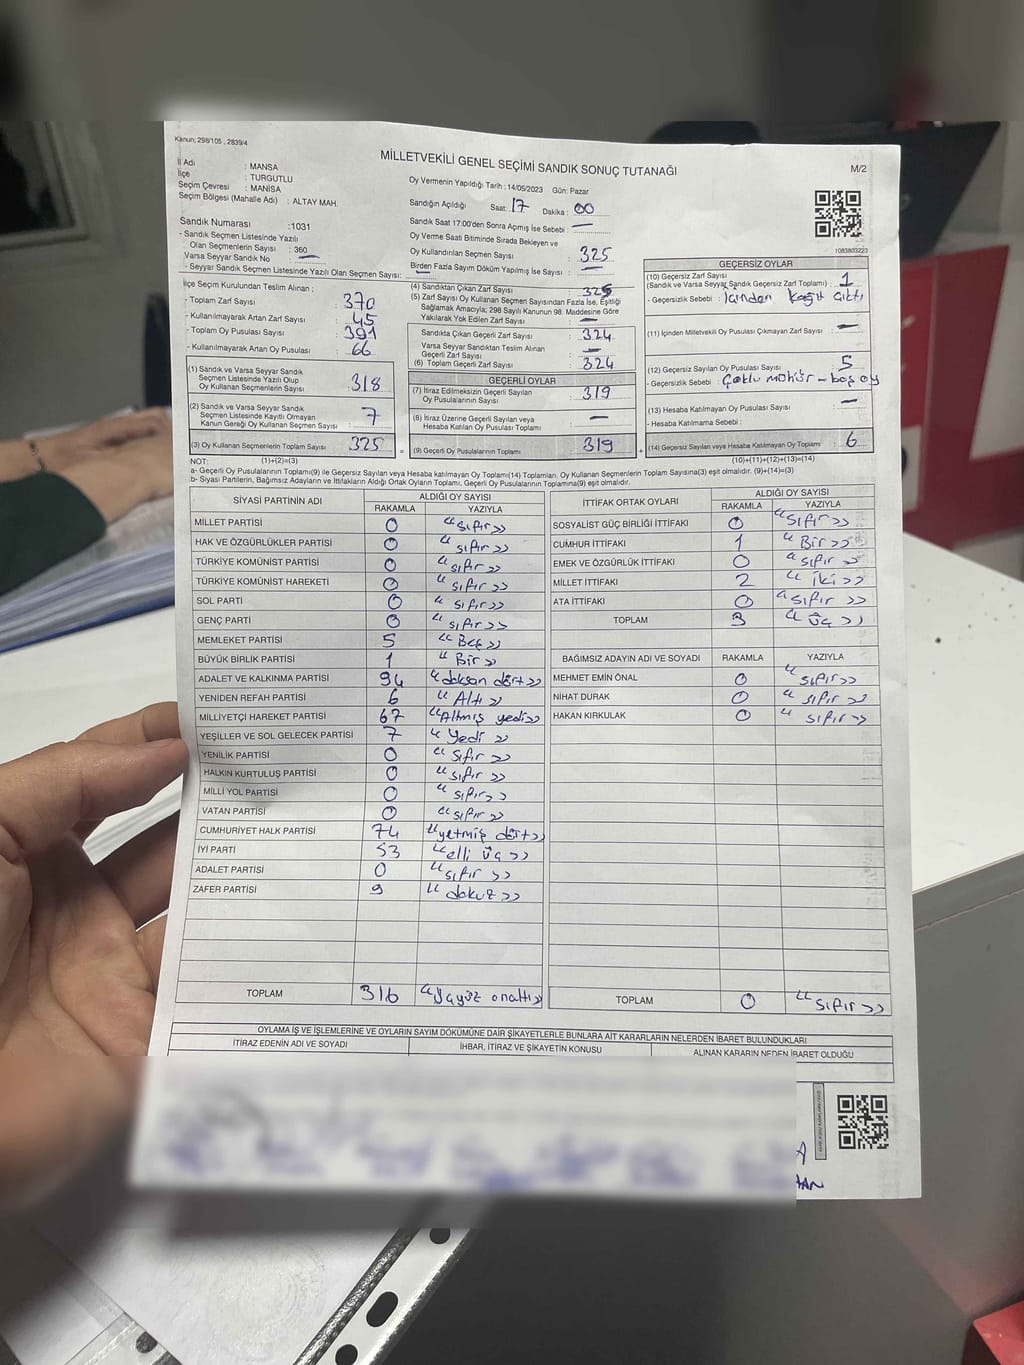 Kanun: 298/105 , 2839/4
MİLLETVEKİLİ GENEL SEÇİMİ SANDIK SONUÇ TUTANAĞI
M/2
İl Adı : MANSA
İlçe : TURGUTLU
Seçim Çevresi : MANİSA
Seçim Bölgesi (Mahalle Adı) : ALTAY MAH.
Oy Vermenin Yapıldığı Tarih : 14/05/2023 Gün: Pazar
Sandığın Açıldığı Saat: 17 Dakika : 00
Sandık Saat 17:00'den Sonra Açımış İse Sebebi : —
Oy Verme Saati Bitiminde Sırada Bekleyen ve
Oy Kullandırılan Seçmen Sayısı : 325
Birden Fazla Sayım Döküm Yapılmış İse Sayısı : —
1083803223
Sandık Numarası :1031
- Sandık Seçmen Listesinde Yazılı
Olan Seçmenlerin Sayısı : 360
Varsa Seyyar Sandık No —
- Seyyar Sandık Seçmen Listesinde Yazılı Olan Seçmen Sayısı: —
İlçe Seçim Kurulundan Teslim Alınan ;
- Toplam Zarf Sayısı : 370
- Kullanılmayarak Artan Zarf Sayısı : 45
- Toplam Oy Pusulası Sayısı : 391
- Kullanılmayarak Artan Oy Pusulası : 66
(1) Sandık ve Varsa Seyyar Sandık
Seçmen Listesinde Yazılı Olup
Oy Kullanan Seçmenlerin Sayısı : 318
(2) Sandık ve Varsa Seyyar Sandık
Seçmen Listesinde Kayıtlı Olmayan
Kanun Gereği Oy Kullanan Seçmen Sayısı : 7
(3) Oy Kullanan Seçmenlerin Toplam Sayısı : 325
(1)+(2)=(3)
(4) Sandıktan Çıkan Zarf Sayısı : 325
(5) Zarf Sayısı Oy Kullanan Seçmen Sayısından Fazla İse, Eşitliği
Sağlamak Amacıyla; 298 Sayılı Kanunun 98. Maddesine Göre
Yakılarak Yok Edilen Zarf Sayısı : —
Sandıkta Çıkan Geçerli Zarf Sayısı : 324
Varsa Seyyar Sandıktan Teslim Alınan
Geçerli Zarf Sayısı : —
(6) Toplam Geçerli Zarf Sayısı : 324
GEÇERLİ OYLAR
(7) İtiraz Edilmeksizin Geçerli Sayılan
Oy Pusulalarının Sayısı : 319
(8) İtiraz Üzerine Geçerli Sayılan veya
Hesaba Katılan Oy Pusulası Toplamı : —
= (9) Geçerli Oy Pusulalarının Toplamı : 319 +
GEÇERSİZ OYLAR
(10) Geçersiz Zarf Sayısı
(Sandık ve Varsa Seyyar Sandık Geçersiz Zarf Toplamı) : 1
- Geçersizlik Sebebi : İçinden kağıt çıktı
(11) İçinden Milletvekili Oy Pusulası Çıkmayan Zarf Sayısı : —
(12) Geçersiz Sayılan Oy Pusulası Sayısı : 5
- Geçersizlik Sebebi : Çoklu mühür – boş oy
(13) Hesaba Katılmayan Oy Pusulası Sayısı : —
- Hesaba Katılmama Sebebi :
(14) Geçersiz Sayılan veya Hesaba Katılmayan Oy Toplamı : 6
(10)+(11)+(12)+(13)=(14)
NOT:
a- Geçerli Oy Pusulalarının Toplamı(9) ile Geçersiz Sayılan veya Hesaba katılmayan Oy Toplamı(14) Toplamları, Oy Kullanan Seçmenlerin Toplam Sayısına(3) eşit olmalıdır. (9)+(14)=(3)
b- Siyasi Partilerin, Bağımsız Adayların ve İttifakların Aldığı Ortak Oyların Toplamı, Geçerli Oy Pusulalarının Toplamına(9) eşit olmalıdır.
SİYASİ PARTİNİN ADI ALDIĞI OY SAYISI
RAKAMLA YAZIYLA
MİLLET PARTİSİ 0 "sıfır"
HAK VE ÖZGÜRLÜKLER PARTİSİ 0 "sıfır"
TÜRKİYE KOMÜNİST PARTİSİ 0 "sıfır"
TÜRKİYE KOMÜNİST HAREKETİ 0 "sıfır"
SOL PARTİ 0 "sıfır"
GENÇ PARTİ 0 "sıfır"
MEMLEKET PARTİSİ 5 "Beş"
BÜYÜK BİRLİK PARTİSİ 1 "Bir"
ADALET VE KALKINMA PARTİSİ 94 "doksan dört"
YENİDEN REFAH PARTİSİ 6 "Altı"
MİLLİYETÇİ HAREKET PARTİSİ 67 "Altmış yedi"
YEŞİLLER VE SOL GELECEK PARTİSİ 7 "Yedi"
YENİLİK PARTİSİ 0 "sıfır"
HALKIN KURTULUŞ PARTİSİ 0 "sıfır"
MİLLİ YOL PARTİSİ 0 "sıfır"
VATAN PARTİSİ 0 "sıfır"
CUMHURİYET HALK PARTİSİ 74 "yetmiş dört"
İYİ PARTİ 53 "elli üç"
ADALET PARTİSİ 0 "sıfır"
ZAFER PARTİSİ 9 "dokuz"
TOPLAM 316 "Üçyüz onaltı"
İTTİFAK ORTAK OYLARI ALDIĞI OY SAYISI
RAKAMLA YAZIYLA
SOSYALİST GÜÇ BİRLİĞİ İTTİFAKI 0 "sıfır"
CUMHUR İTTİFAKI 1 "Bir"
EMEK VE ÖZGÜRLÜK İTTİFAKI 0 "sıfır"
MİLLET İTTİFAKI 2 "İki"
ATA İTTİFAKI 0 "sıfır"
TOPLAM 3 "üç"
BAĞIMSIZ ADAYIN ADI VE SOYADI RAKAMLA YAZIYLA
MEHMET EMİN ÖNAL 0 "sıfır"
NİHAT DURAK 0 "sıfır"
HAKAN KIRKULAK 0 "sıfır"
TOPLAM 0 "sıfır"
OYLAMA İŞ VE İŞLEMLERİNE VE OYLARIN SAYIM DÖKÜMÜNE DAİR ŞİKAYETLERLE BUNLARA AİT KARARLARIN NELERDEN İBARET BULUNDUKLARI
İTİRAZ EDENİN ADI VE SOYADI İHBAR, İTİRAZ VE ŞİKAYETİN KONUSU ALINAN KARARIN NEDEN İBARET OLDUĞU